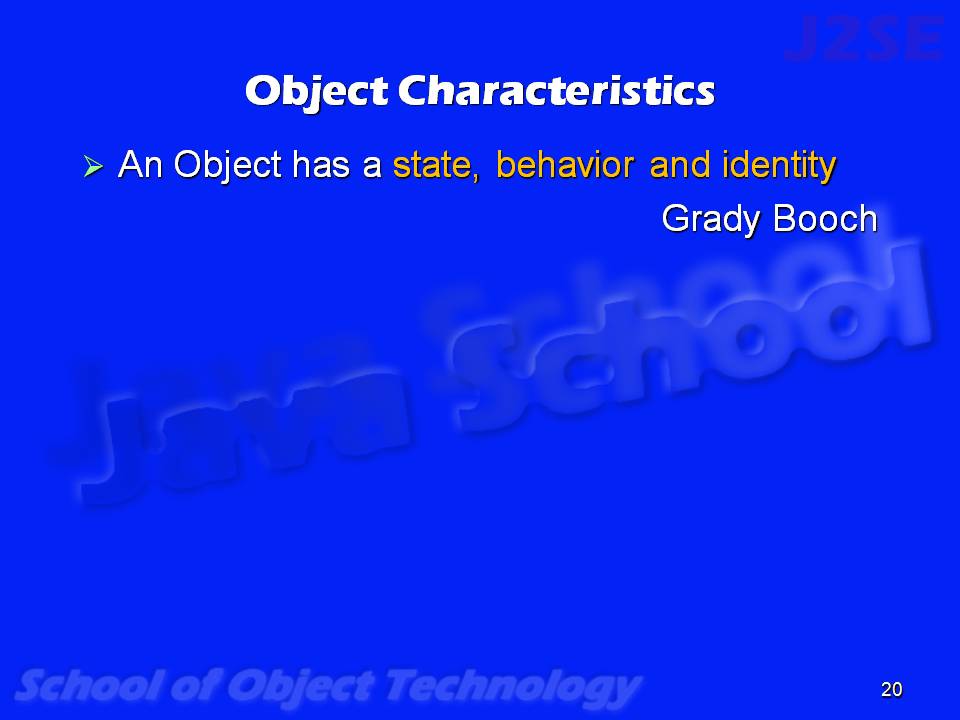 J2SE
Object Characteristics
➢ An Object has a state, behavior and identity
Grady Booch
Java School
School of Object Technology
20